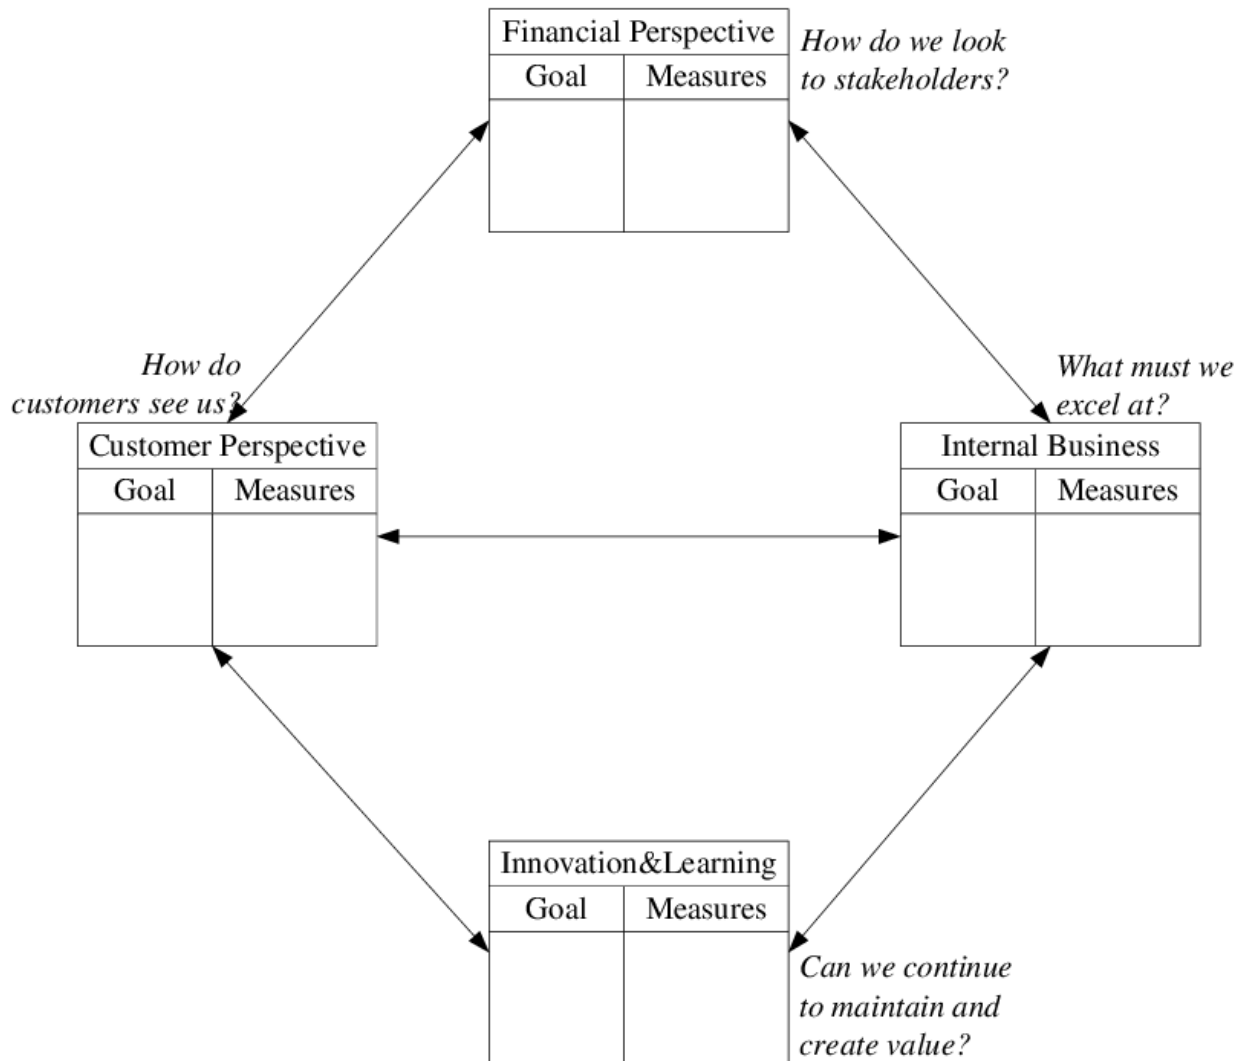 Financial Perspective
Goal Measures
How do we look
to stakeholders?
How do
customers see us?
Customer Perspective
Goal Measures
What must we
excel at?
Internal Business
Goal Measures
Innovation&Learning
Goal Measures
Can we continue
to maintain and
create value?